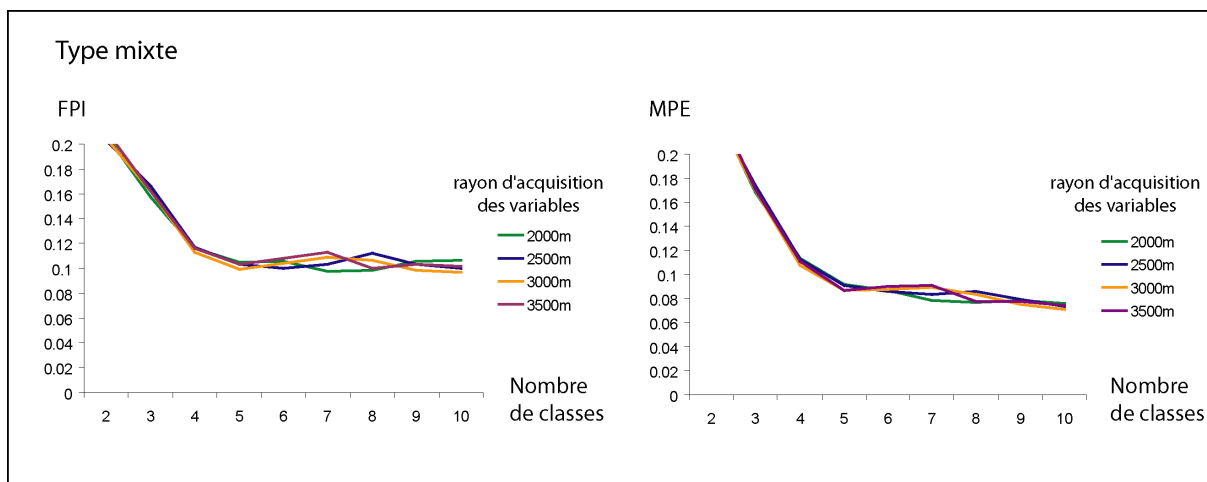 Type mixte
FPI
0.2
0.18
0.16
0.14
0.12
0.1
0.08
0.06
0.04
0.02
0
2 3 4 5 6 7 8 9 10
Nombre
de classes
rayon d'acquisition
des variables
2000m
2500m
3000m
3500m
MPE
0.2
0.18
0.16
0.14
0.12
0.1
0.08
0.06
0.04
0.02
0
2 3 4 5 6 7 8 9 10
Nombre
de classes
rayon d'acquisition
des variables
2000m
2500m
3000m
3500m